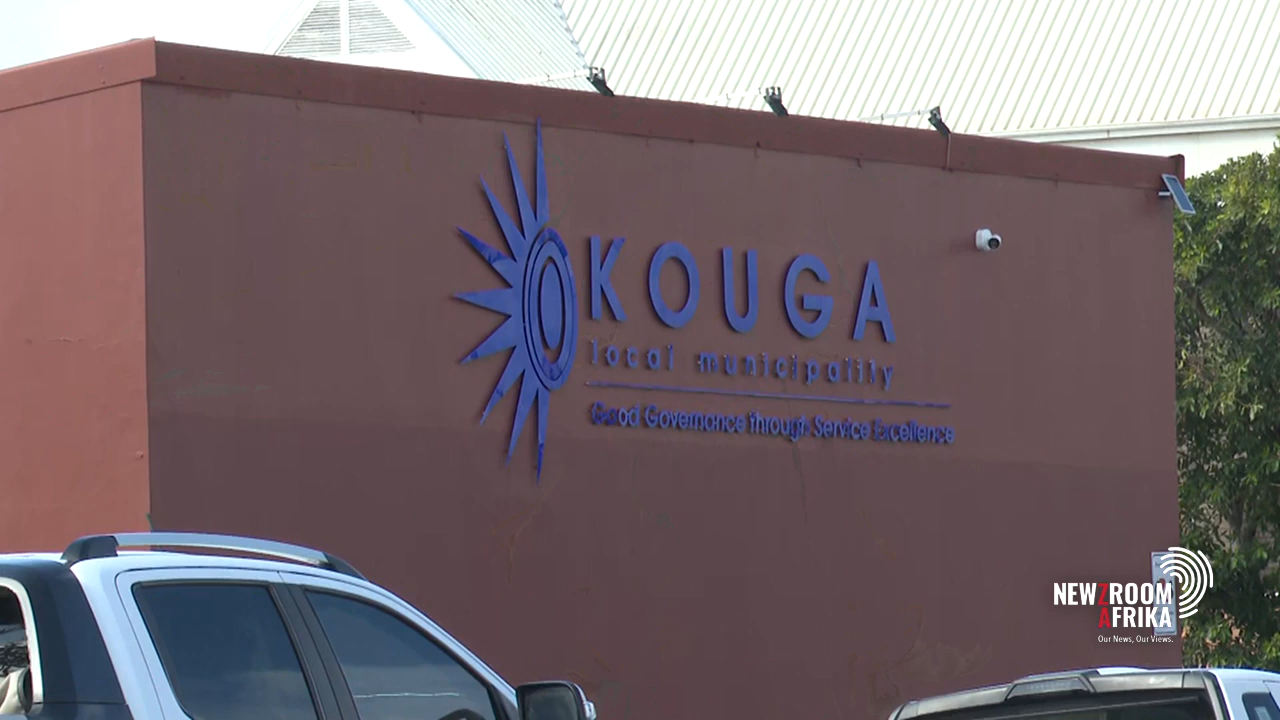 KOUGA
local municipality
Good Governance through Service Excellence
NEWZROOM
AFRIKA
Our News, Our Views.